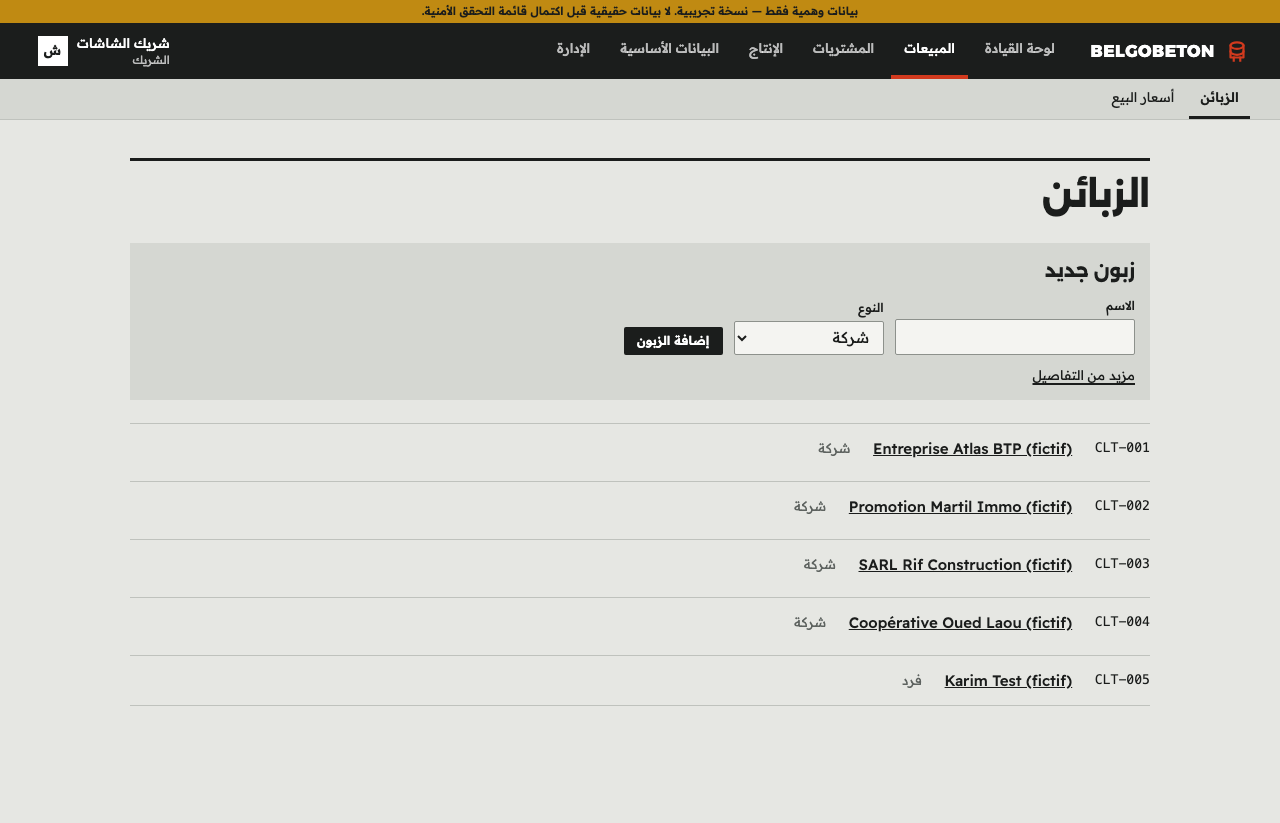 بيانات وهمية فقط — نسخة تجريبية. لا بيانات حقيقية قبل اكتمال قائمة التحقق الأمنية.
BELGOBETON
لوحة القيادة
المبيعات
المشتريات
الإنتاج
البيانات الأساسية
الإدارة
شريك الشاشات
الشريك
ش
الزبائن
أسعار البيع
الزبائن
زبون جديد
الاسم
النوع
شركة
إضافة الزبون
مزيد من التفاصيل
CLT-001 Entreprise Atlas BTP (fictif) شركة
CLT-002 Promotion Martil Immo (fictif) شركة
CLT-003 SARL Rif Construction (fictif) شركة
CLT-004 Coopérative Oued Laou (fictif) شركة
CLT-005 Karim Test (fictif) فرد